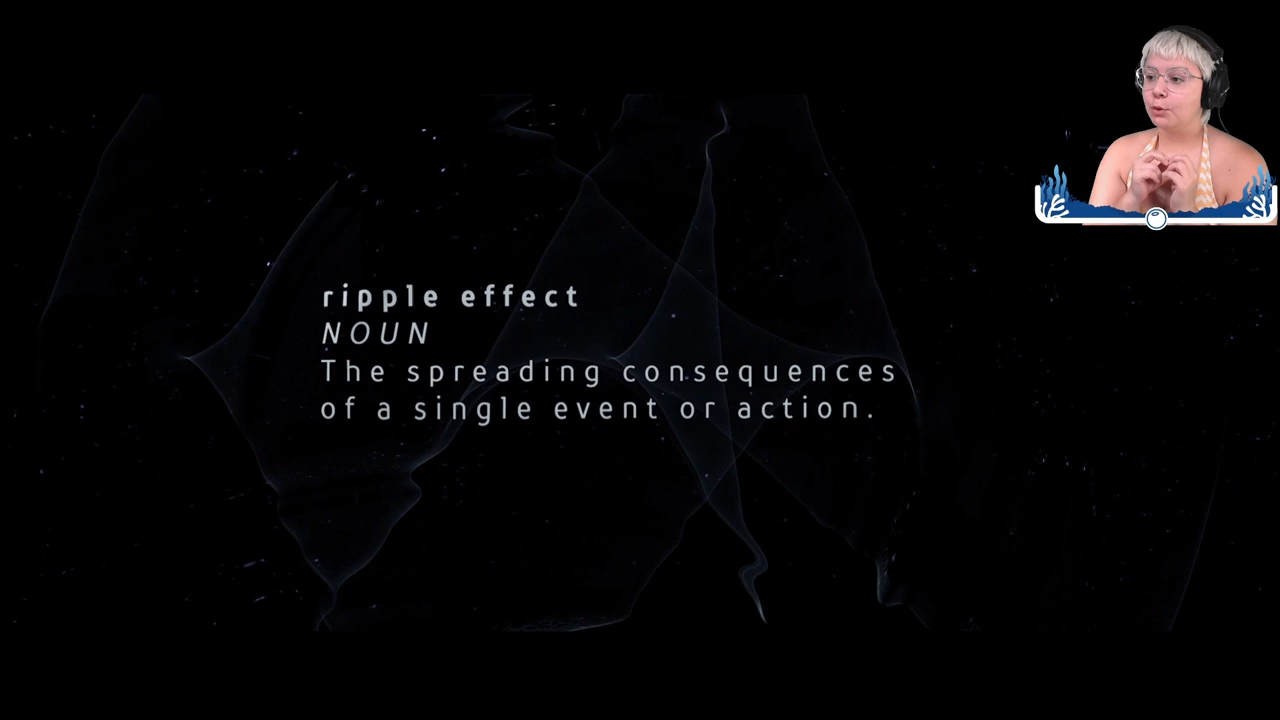 ripple effect
NOUN
The spreading consequences
of a single event or action.